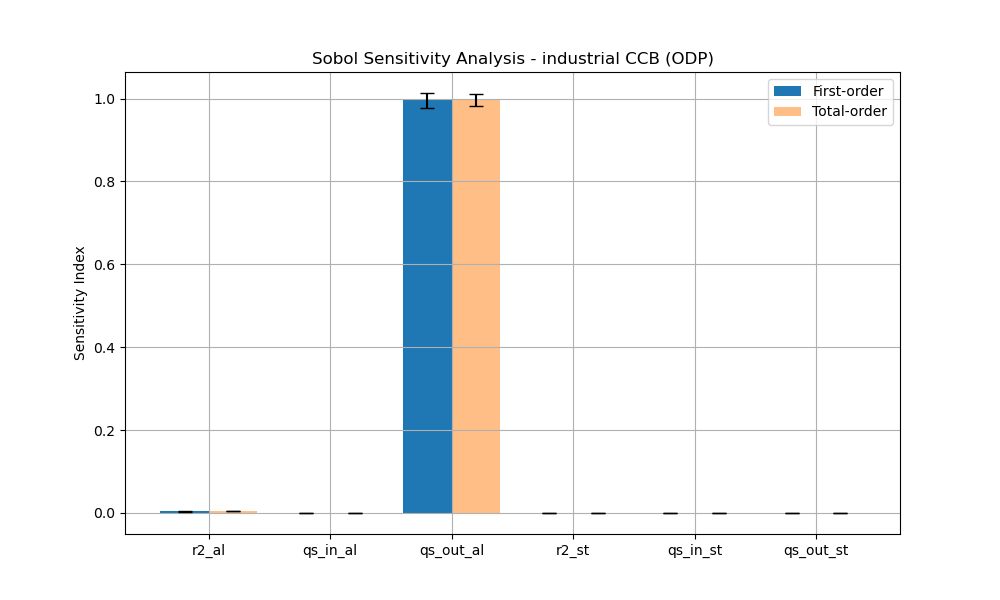 Sobol Sensitivity Analysis - industrial CCB (ODP)
First-order
Total-order
Sensitivity Index
1.0
0.8
0.6
0.4
0.2
0.0
r2_al
qs_in_al
qs_out_al
r2_st
qs_in_st
qs_out_st